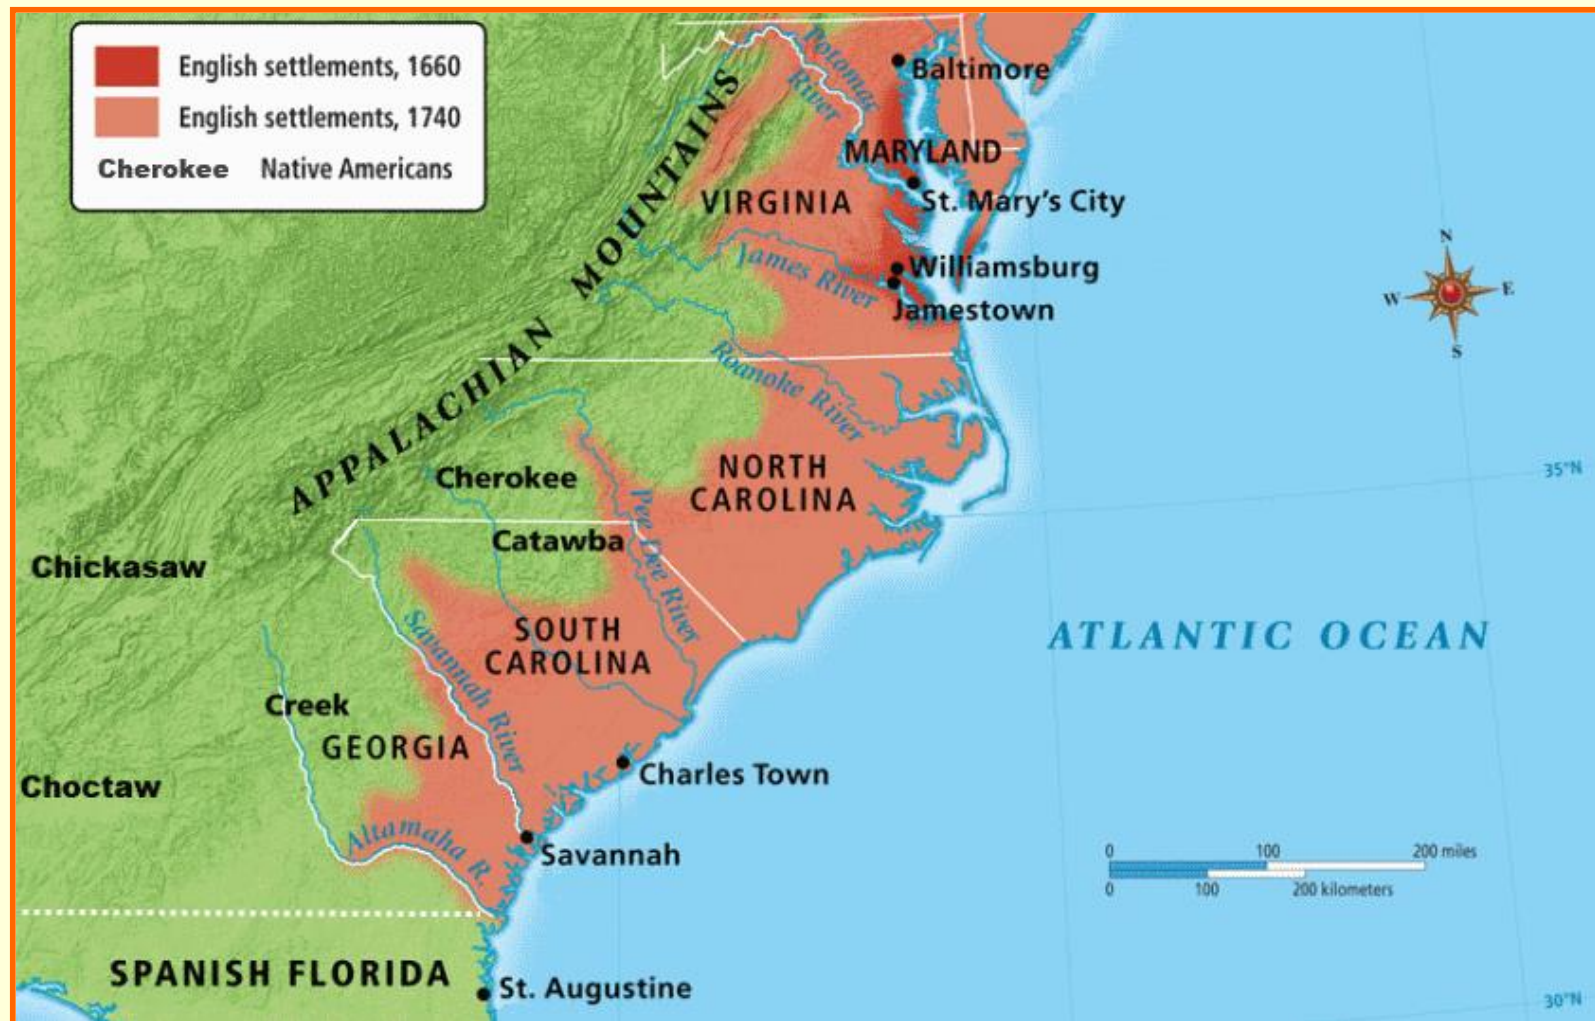 English settlements, 1660
English settlements, 1740
Cherokee Native Americans
Potomac
River
Baltimore
APPALACHIAN MOUNTAINS
MARYLAND
VIRGINIA
St. Mary's City
James River
Williamsburg
Jamestown
N
W E
S
Roanoke River
Cherokee
NORTH
CAROLINA
35°N
Pee Dee River
Catawba
Chickasaw
Savannah River
SOUTH
CAROLINA
ATLANTIC OCEAN
Creek
GEORGIA
Choctaw
Charles Town
Altamaha R.
Savannah
0 100 200 miles
0 100 200 kilometers
SPANISH FLORIDA
St. Augustine
30°N